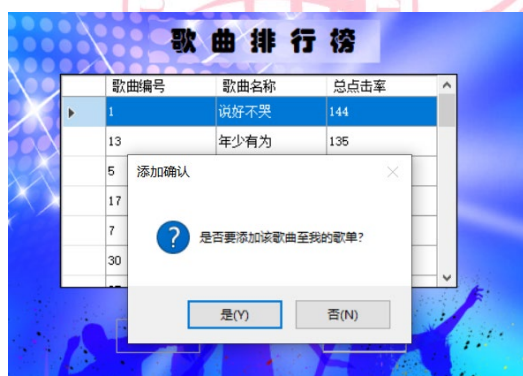 歌曲排行榜
歌曲编号 歌曲名称 总点击率
1 说好不哭 144
13 年少有为 135
5
添加确认
17
7
是否要添加该歌曲至我的歌单?
30
是(Y) 否(N)